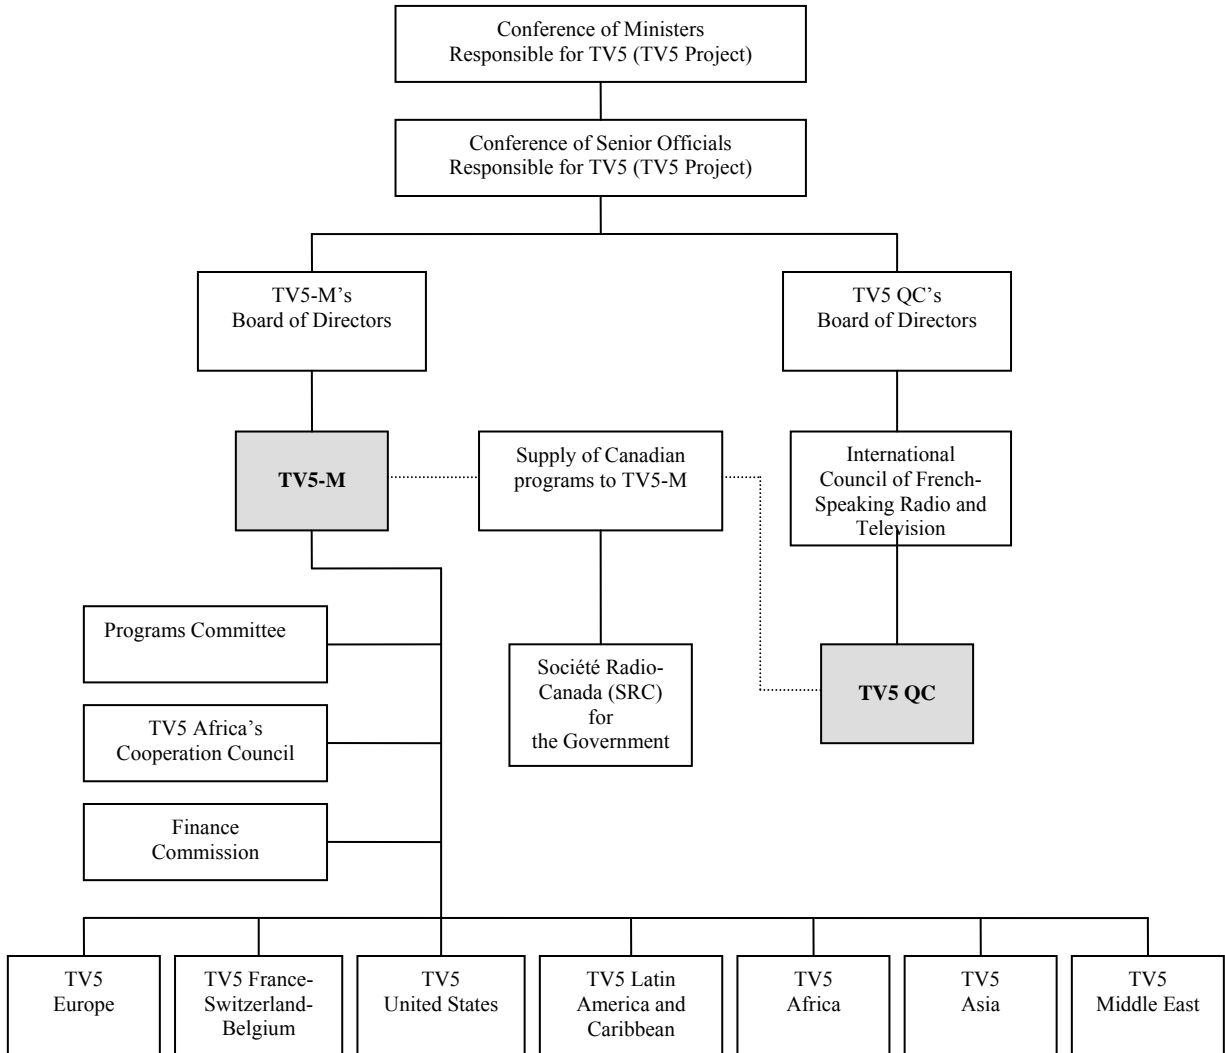 Conference of Ministers
Responsible for TV5 (TV5 Project)
Conference of Senior Officials
Responsible for TV5 (TV5 Project)
TV5-M’s
Board of Directors
TV5 QC’s
Board of Directors
TV5-M
Supply of Canadian
programs to TV5-M
International
Council of French-
Speaking Radio and
Television
Programs Committee
Société Radio-
Canada (SRC)
for
the Government
TV5 QC
TV5 Africa’s
Cooperation Council
Finance
Commission
TV5
Europe
TV5 France-
Switzerland-
Belgium
TV5
United States
TV5 Latin
America and
Caribbean
TV5
Africa
TV5
Asia
TV5
Middle East